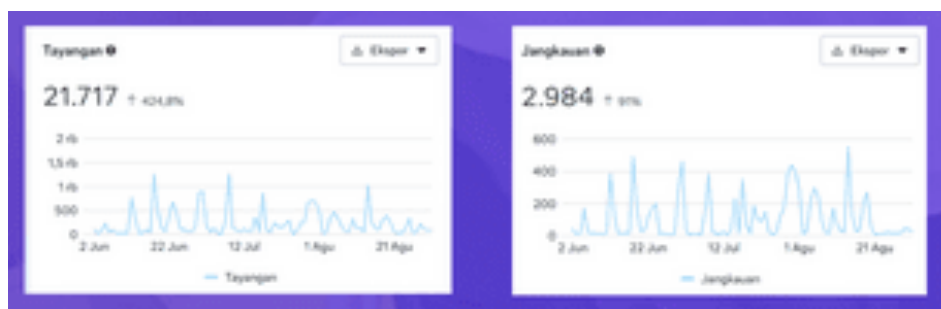 Tayangan
Ekspor
21.717 ↑ 424,8%
2 rb
1,5 rb
1 rb
500
0
2 Jun 22 Jun 12 Jul 1 Agu 21 Agu
Tayangan
Jangkauan
Ekspor
2.984 ↑ 91%
600
400
200
0
2 Jun 22 Jun 12 Jul 1 Agu 21 Agu
Jangkauan